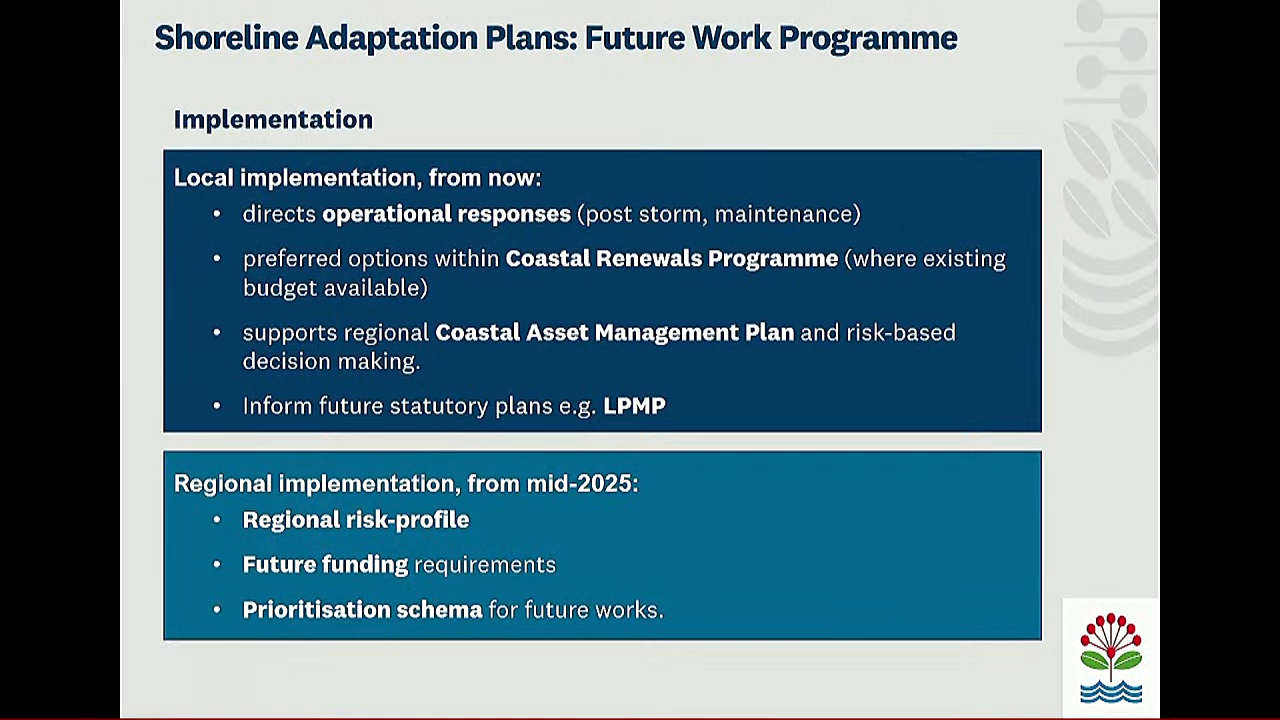 Shoreline Adaptation Plans: Future Work Programme
Implementation
Local implementation, from now:
• directs operational responses (post storm, maintenance)
• preferred options within Coastal Renewals Programme (where existing
budget available)
• supports regional Coastal Asset Management Plan and risk-based
decision making.
• Inform future statutory plans e.g. LPMP
Regional implementation, from mid-2025:
• Regional risk-profile
• Future funding requirements
• Prioritisation schema for future works.